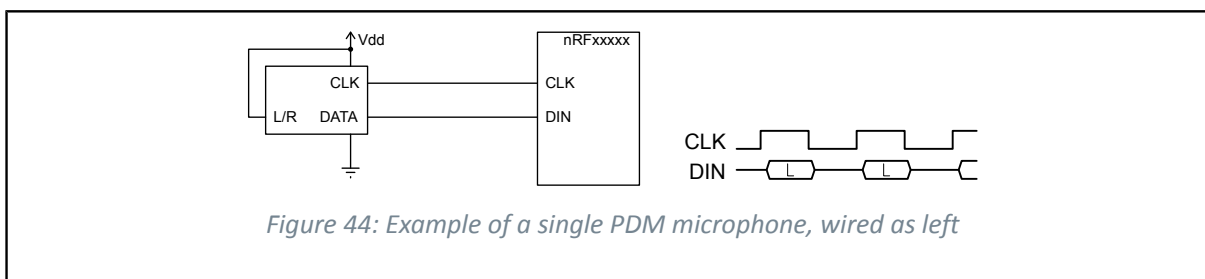 Vdd
nRFxxxxx
CLK
CLK
L/R DATA
DIN
CLK
DIN L L
Figure 44: Example of a single PDM microphone, wired as left